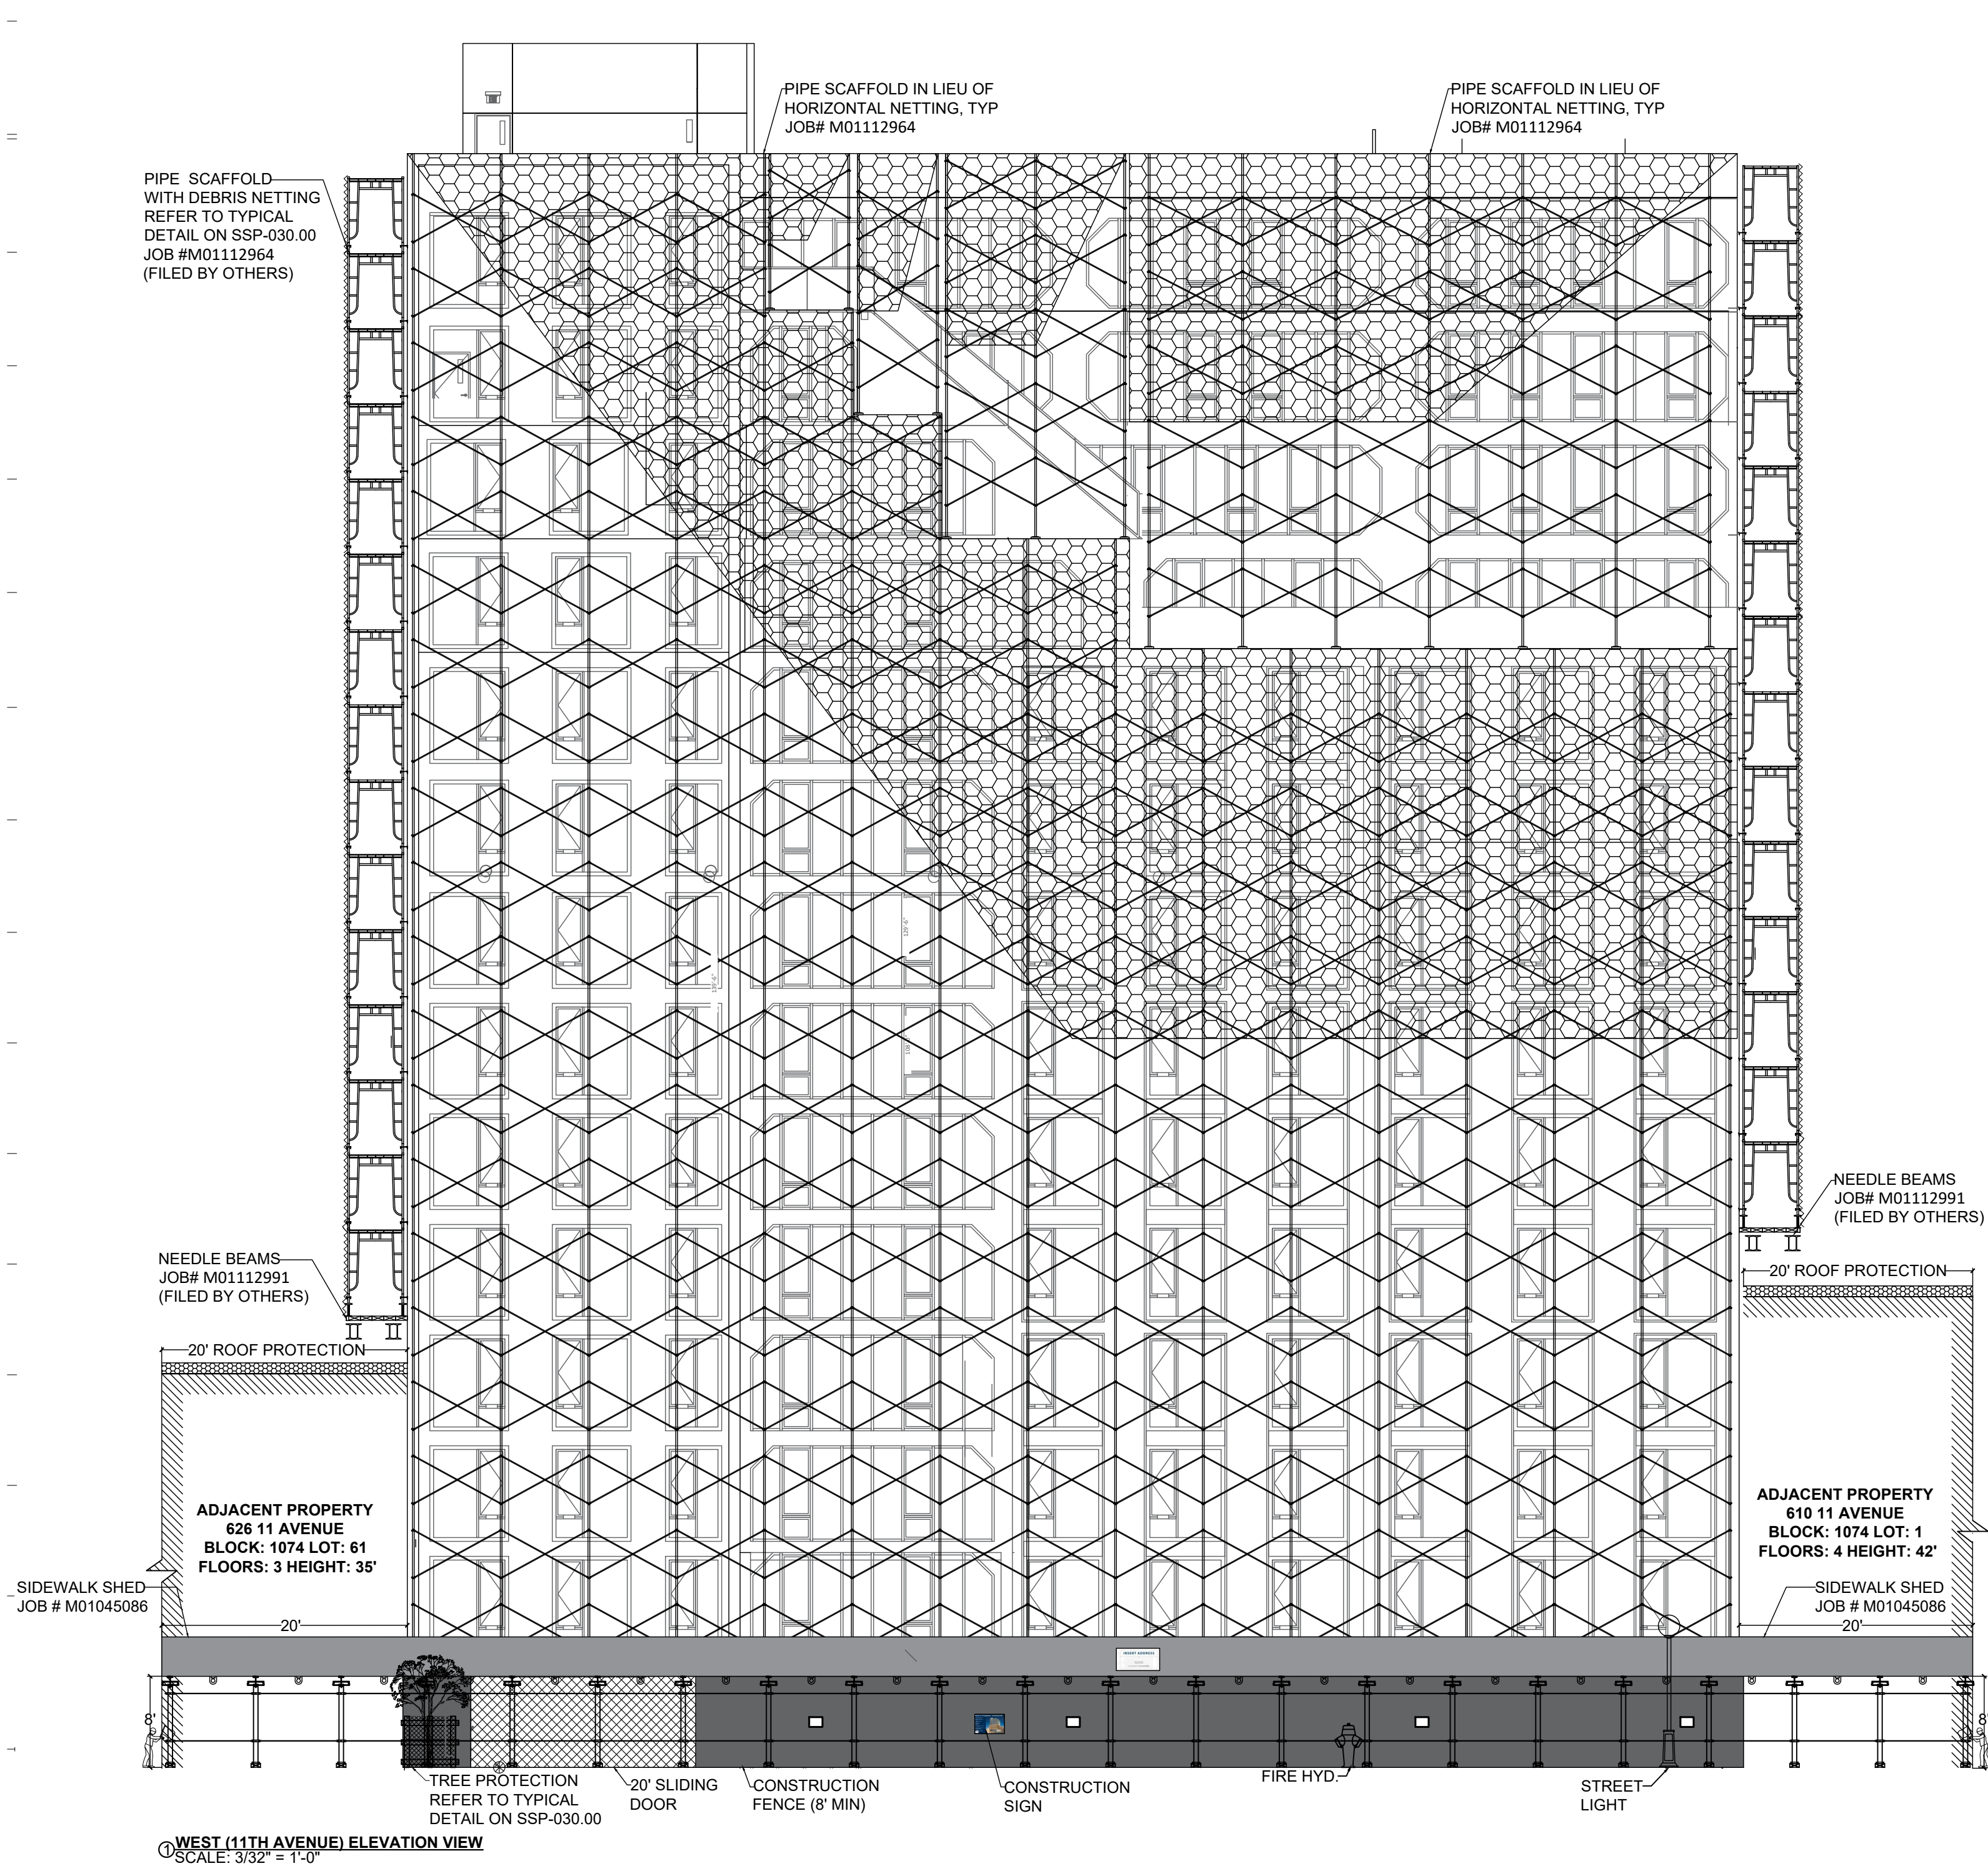 PIPE SCAFFOLD IN LIEU OF
HORIZONTAL NETTING, TYP
JOB# M01112964
PIPE SCAFFOLD IN LIEU OF
HORIZONTAL NETTING, TYP
JOB# M01112964
PIPE SCAFFOLD
WITH DEBRIS NETTING
REFER TO TYPICAL
DETAIL ON SSP-030.00
JOB #M01112964
(FILED BY OTHERS)
129'-6"
NEEDLE BEAMS
JOB# M01112991
(FILED BY OTHERS)
20' ROOF PROTECTION
NEEDLE BEAMS
JOB# M01112991
(FILED BY OTHERS)
20' ROOF PROTECTION
ADJACENT PROPERTY
626 11 AVENUE
BLOCK: 1074 LOT: 61
FLOORS: 3 HEIGHT: 35'
ADJACENT PROPERTY
610 11 AVENUE
BLOCK: 1074 LOT: 1
FLOORS: 4 HEIGHT: 42'
SIDEWALK SHED
JOB # M01045086
20'
SIDEWALK SHED
JOB # M01045086
20'
INSERT ADDRESS
8'
8
TREE PROTECTION
REFER TO TYPICAL
DETAIL ON SSP-030.00
20' SLIDING
DOOR
CONSTRUCTION
FENCE (8' MIN)
CONSTRUCTION
SIGN
FIRE HYD.
STREET
LIGHT
1 WEST (11TH AVENUE) ELEVATION VIEW
SCALE: 3/32" = 1'-0"